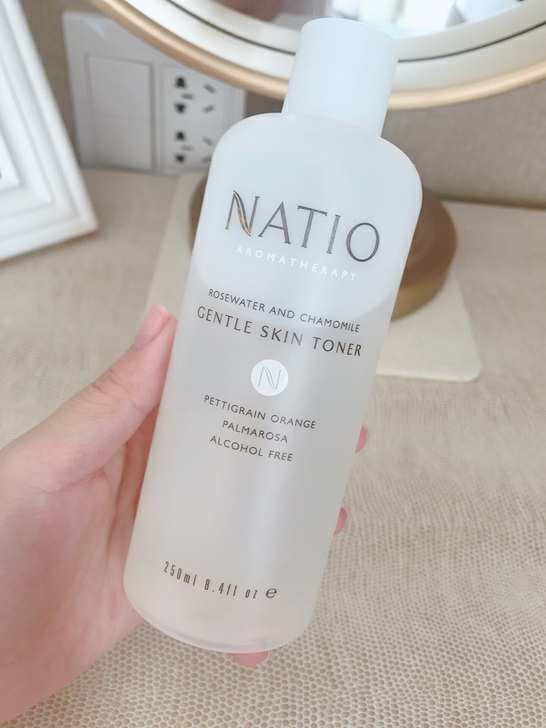 NATIO
AROMATHERAPY
ROSEWATER AND CHAMOMILE
GENTLE SKIN TONER
N
PETTIGRAIN ORANGE
PALMAROSA
ALCOHOL FREE
250ml 8.4fl oz ℮